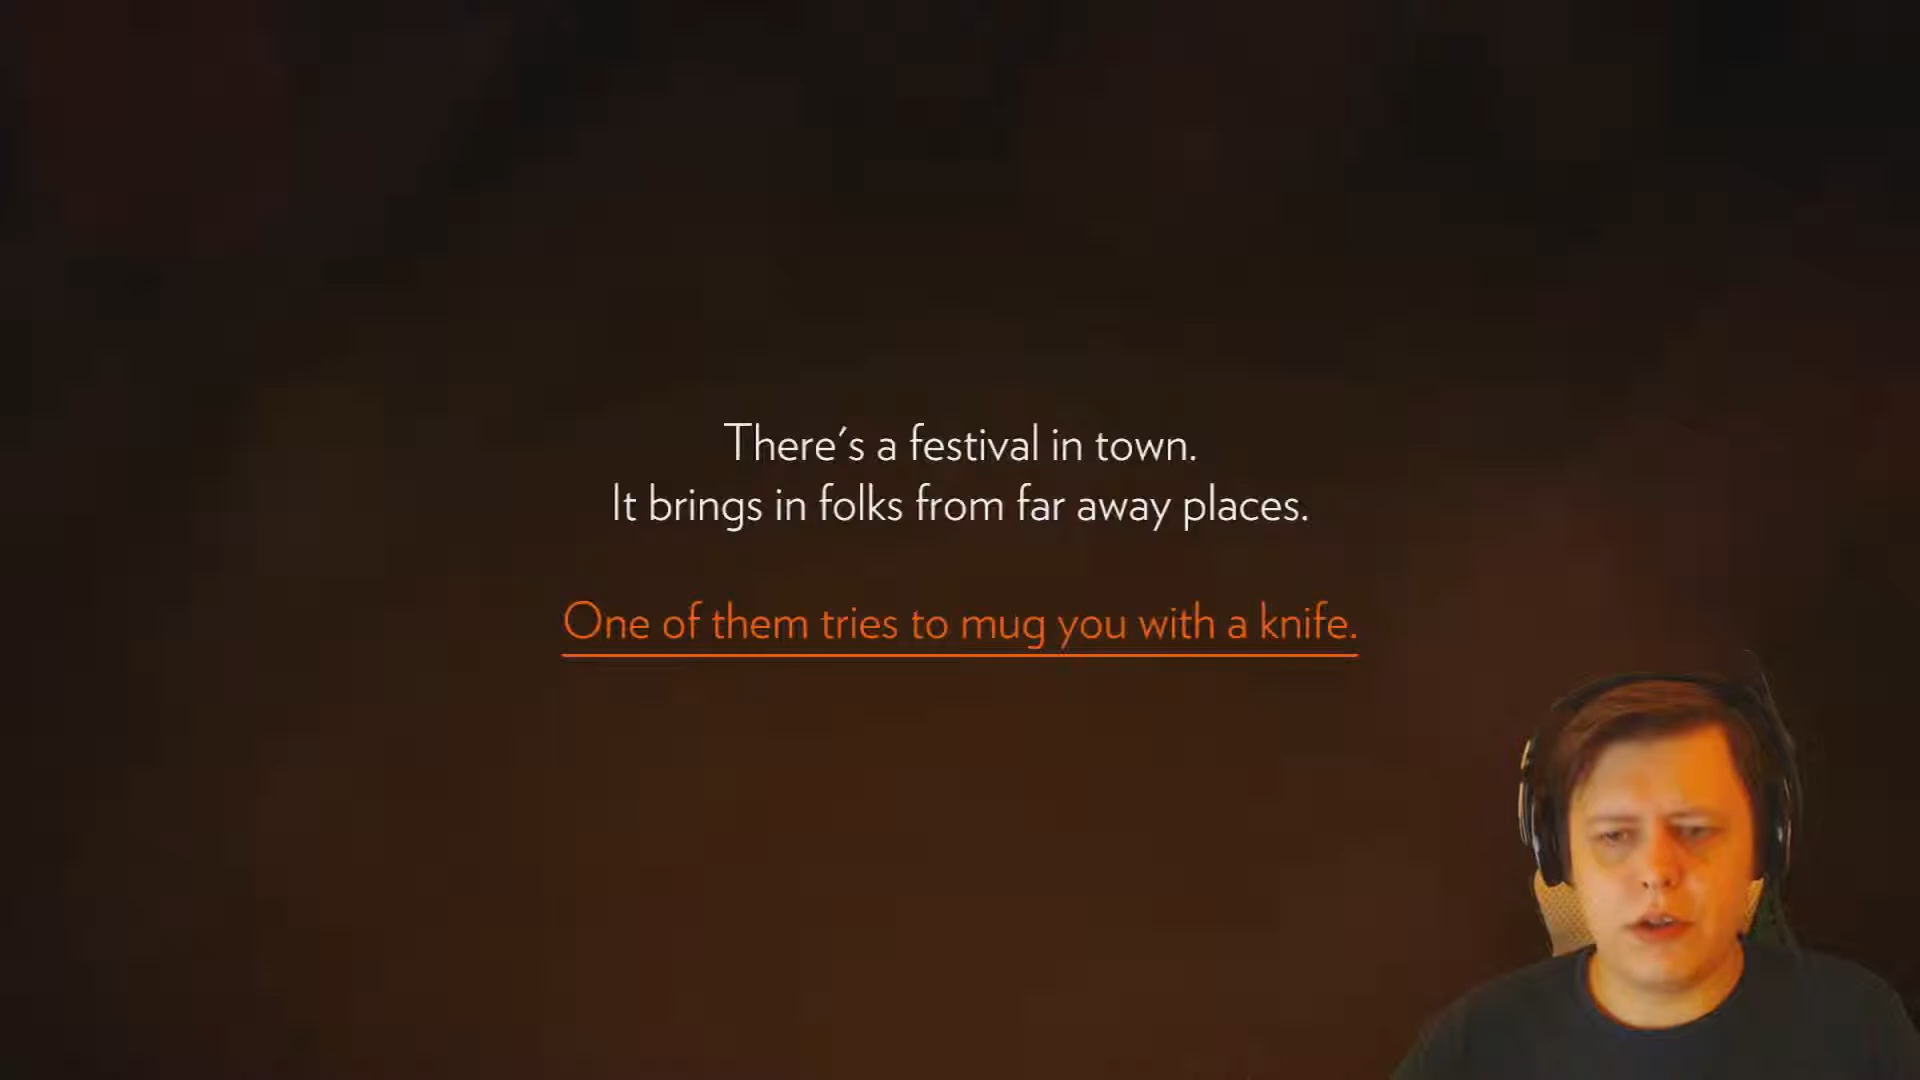 There's a festival in town.
It brings in folks from far away places.
One of them tries to mug you with a knife.